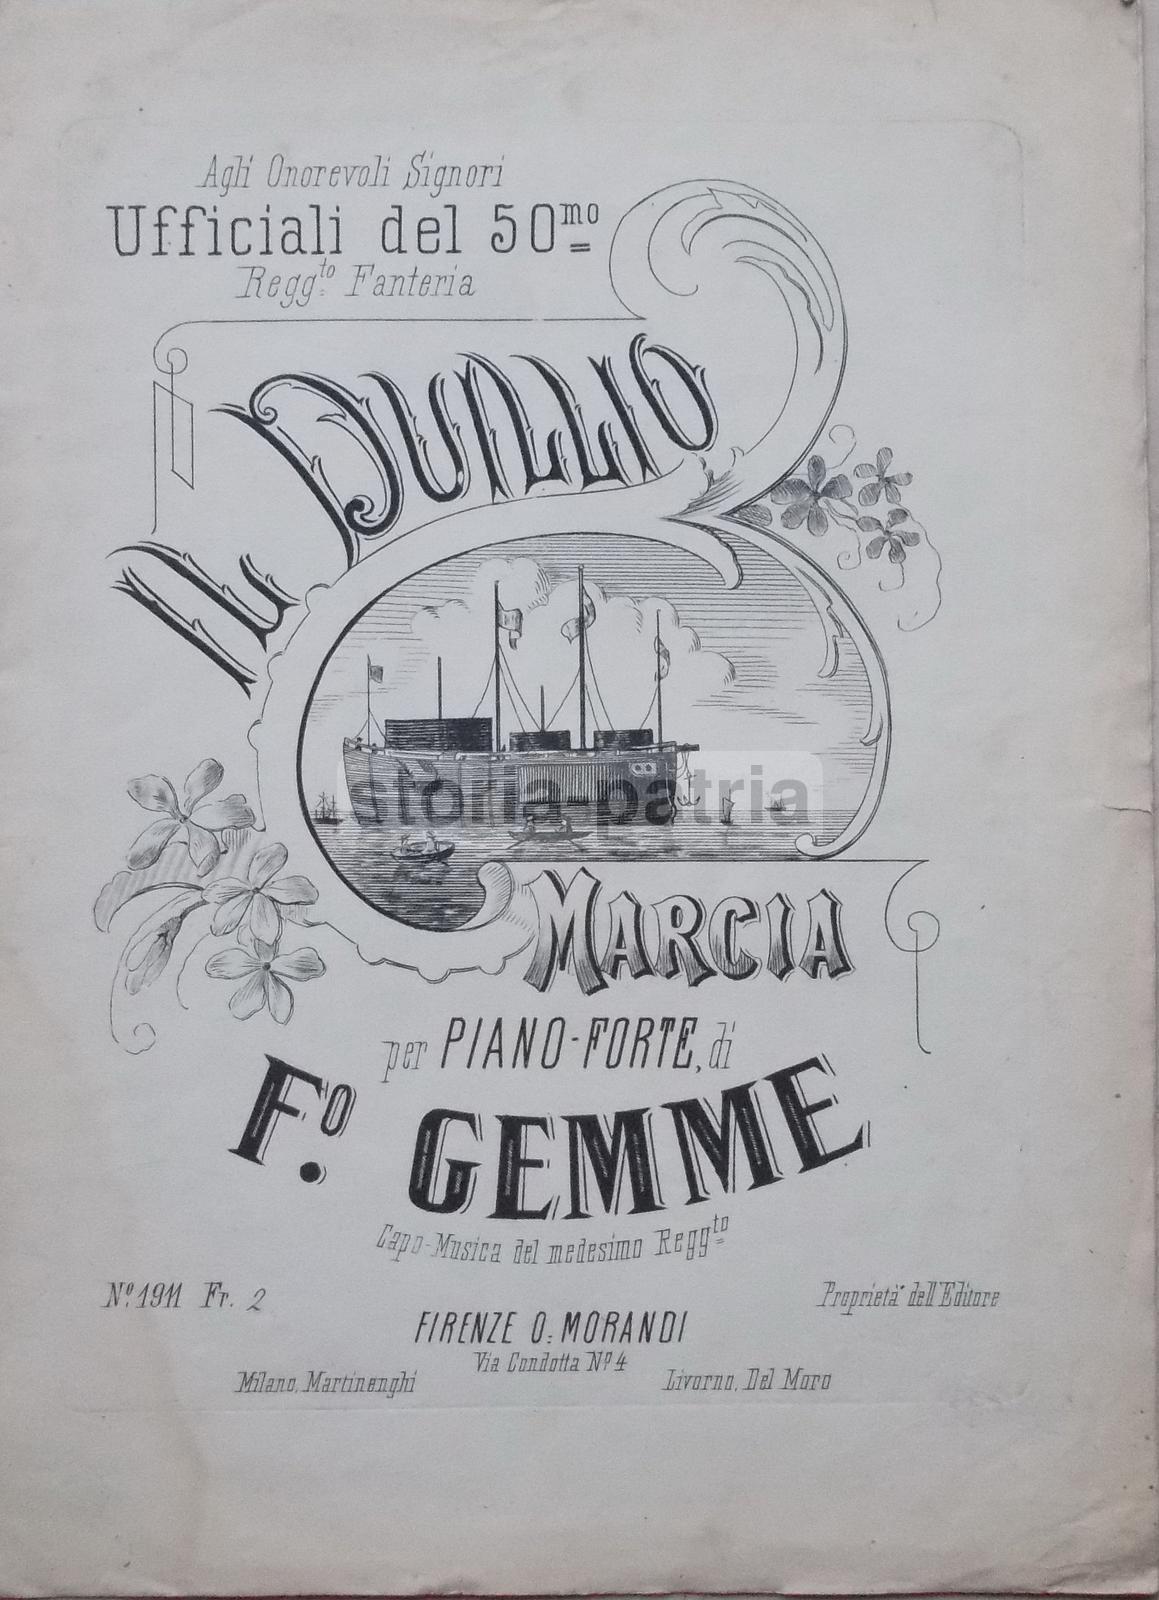 Agli Onorevoli Signori
Ufficiali del 50mo
Reggto Fanteria
IL DUILIO
storia-patria
MARCIA
per PIANO-FORTE, di
Fo. GEMME
Capo-Musica del medesimo Reggto
No. 1911 Fr. 2
Proprietà dell'Editore
FIRENZE O. MORANDI
Via Condotta No. 4
Milano, Martinenghi
Livorno, Del Moro